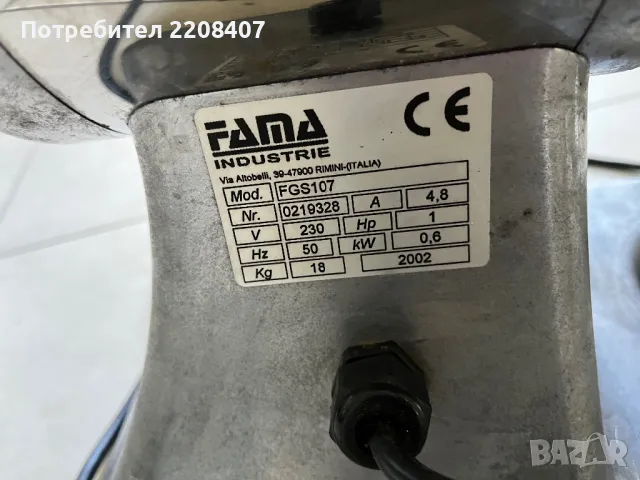 Потребител 2208407
FAMA
INDUSTRIE
CE
Via Altobelli, 39-47900 RIMINI-(ITALIA)
Mod. FGS107
Nr. 0219328 A 4,8
V 230 Hp 1
Hz 50 kW 0,6
Kg 18 2002
bazar